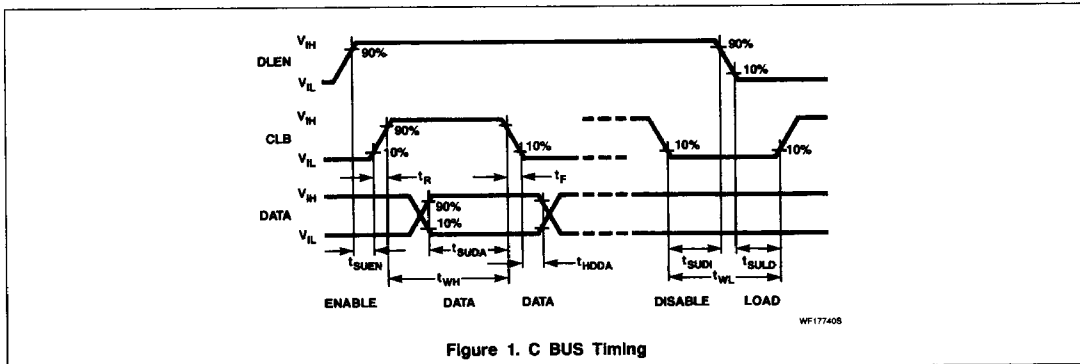 V_IH
DLEN
90%
90%
10%
V_IL
V_IH
CLB
90%
10%
10%
10%
10%
V_IL
t_R
t_F
V_IH
DATA
90%
10%
V_IL
t_SUEN
t_SUDA
t_HDDA
t_SUDI
t_SULD
t_WH
t_WL
ENABLE DATA DATA DISABLE LOAD
WF17740S
Figure 1. C BUS Timing